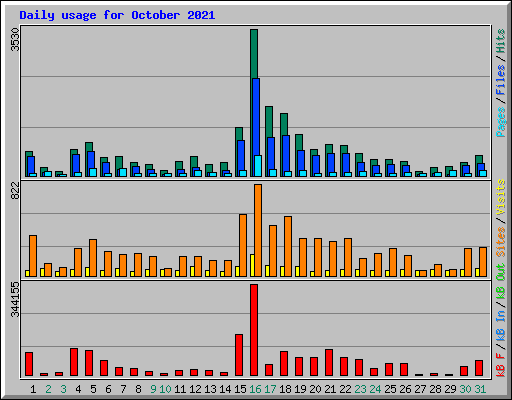 Daily usage for October 2021
3530
822
344155
Pages / Files / Hits
Sites / Visits
kB F / kB In / kB Out
1 2 3 4 5 6 7 8 9 10 11 12 13 14 15 16 17 18 19 20 21 22 23 24 25 26 27 28 29 30 31